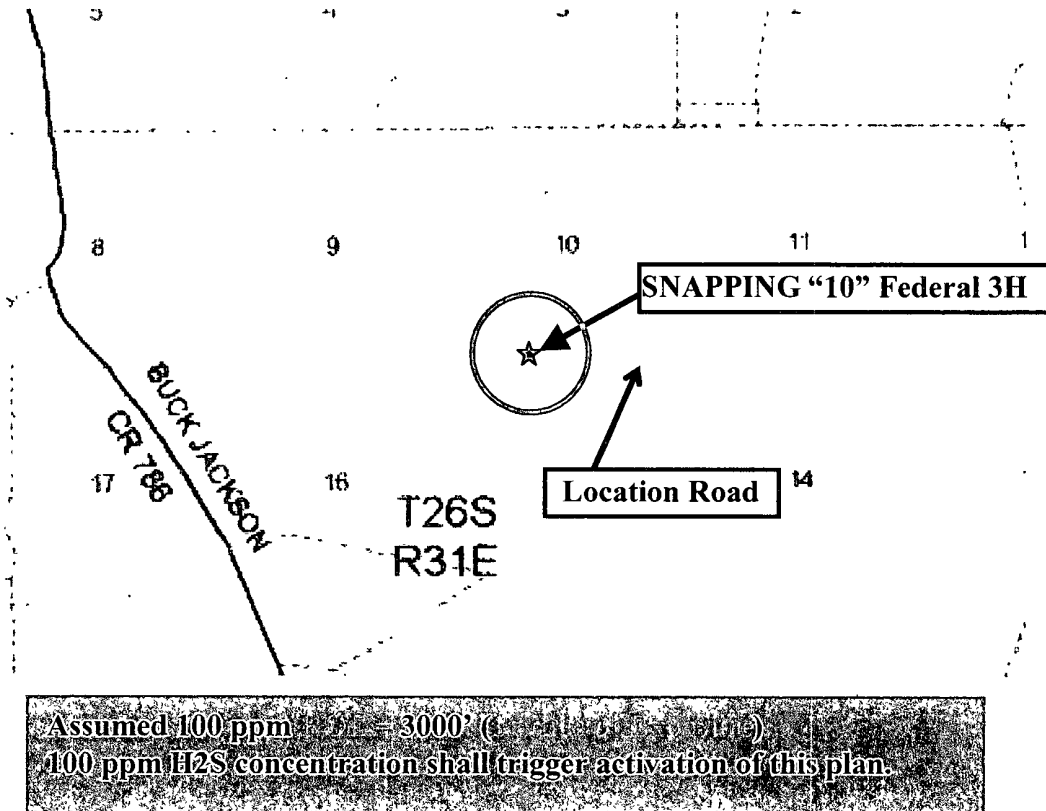 5 4 3 2
8 9 10 11 1
SNAPPING “10” Federal 3H
BUCK JACKSON
CR 786
17 16 14
Location Road
T26S
R31E
Assumed 100 ppm = 3000’ (
100 ppm H2S concentration shall trigger activation of this plan.